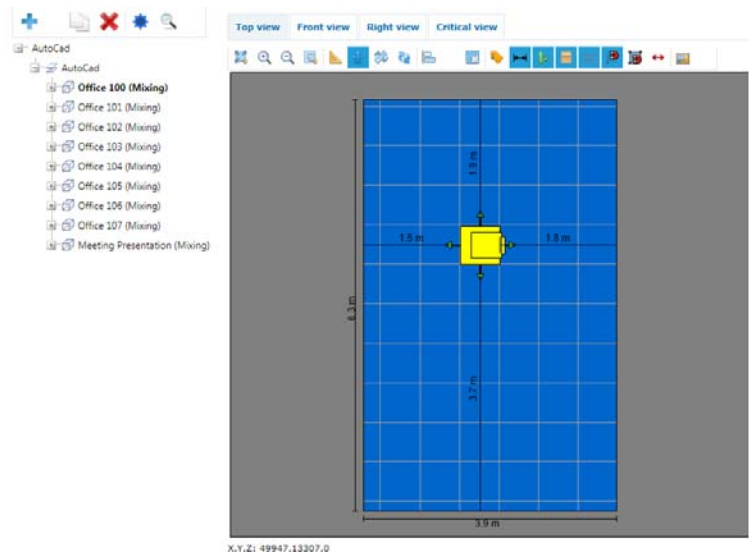 Top view Front view Right view Critical view
AutoCad
AutoCad
Office 100 (Mixing)
Office 101 (Mixing)
Office 102 (Mixing)
Office 103 (Mixing)
Office 104 (Mixing)
Office 105 (Mixing)
Office 106 (Mixing)
Office 107 (Mixing)
Meeting Presentation (Mixing)
1.9 m
1.5 m
1.8 m
6.3 m
3.7 m
3.9 m
X,Y,Z: 49947,13307,0